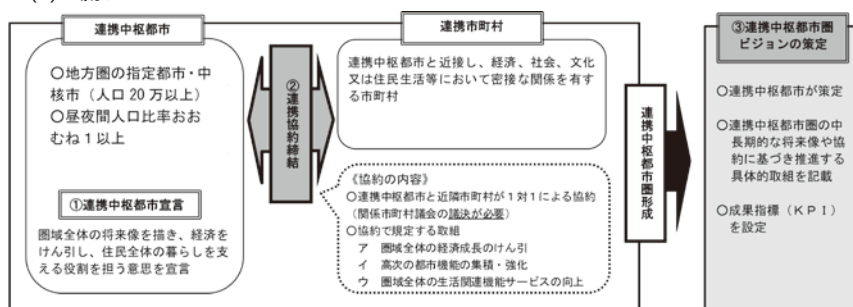 連携中枢都市
○地方圏の指定都市・中
核市（人口20万以上）
○昼夜間人口比率おお
むね1以上
①連携中枢都市宣言
圏域全体の将来像を描き、経済を
けん引し、住民全体の暮らしを支
える役割を担う意思を宣言
②連携協約締結
連携市町村
連携中枢都市と近接し、経済、社会、文化
又は住民生活等において密接な関係を有す
る市町村
《協約の内容》
○連携中枢都市と近隣市町村が1対1による協約
（関係市町村議会の議決が必要）
○協約で規定する取組
ア　圏域全体の経済成長のけん引
イ　高次の都市機能の集積・強化
ウ　圏域全体の生活関連機能サービスの向上
連携中枢都市圏形成
③連携中枢都市圏
ビジョンの策定
○連携中枢都市が策定
○連携中枢都市圏の中
長期的な将来像や協
約に基づき推進する
具体的取組を記載
○成果指標（ＫＰＩ）
を設定